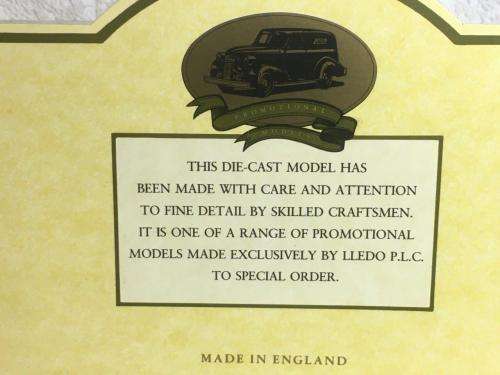 PROMOTIONAL
MODELS
THIS DIE-CAST MODEL HAS
BEEN MADE WITH CARE AND ATTENTION
TO FINE DETAIL BY SKILLED CRAFTSMEN.
IT IS ONE OF A RANGE OF PROMOTIONAL
MODELS MADE EXCLUSIVELY BY LLEDO P.L.C.
TO SPECIAL ORDER.
MADE IN ENGLAND